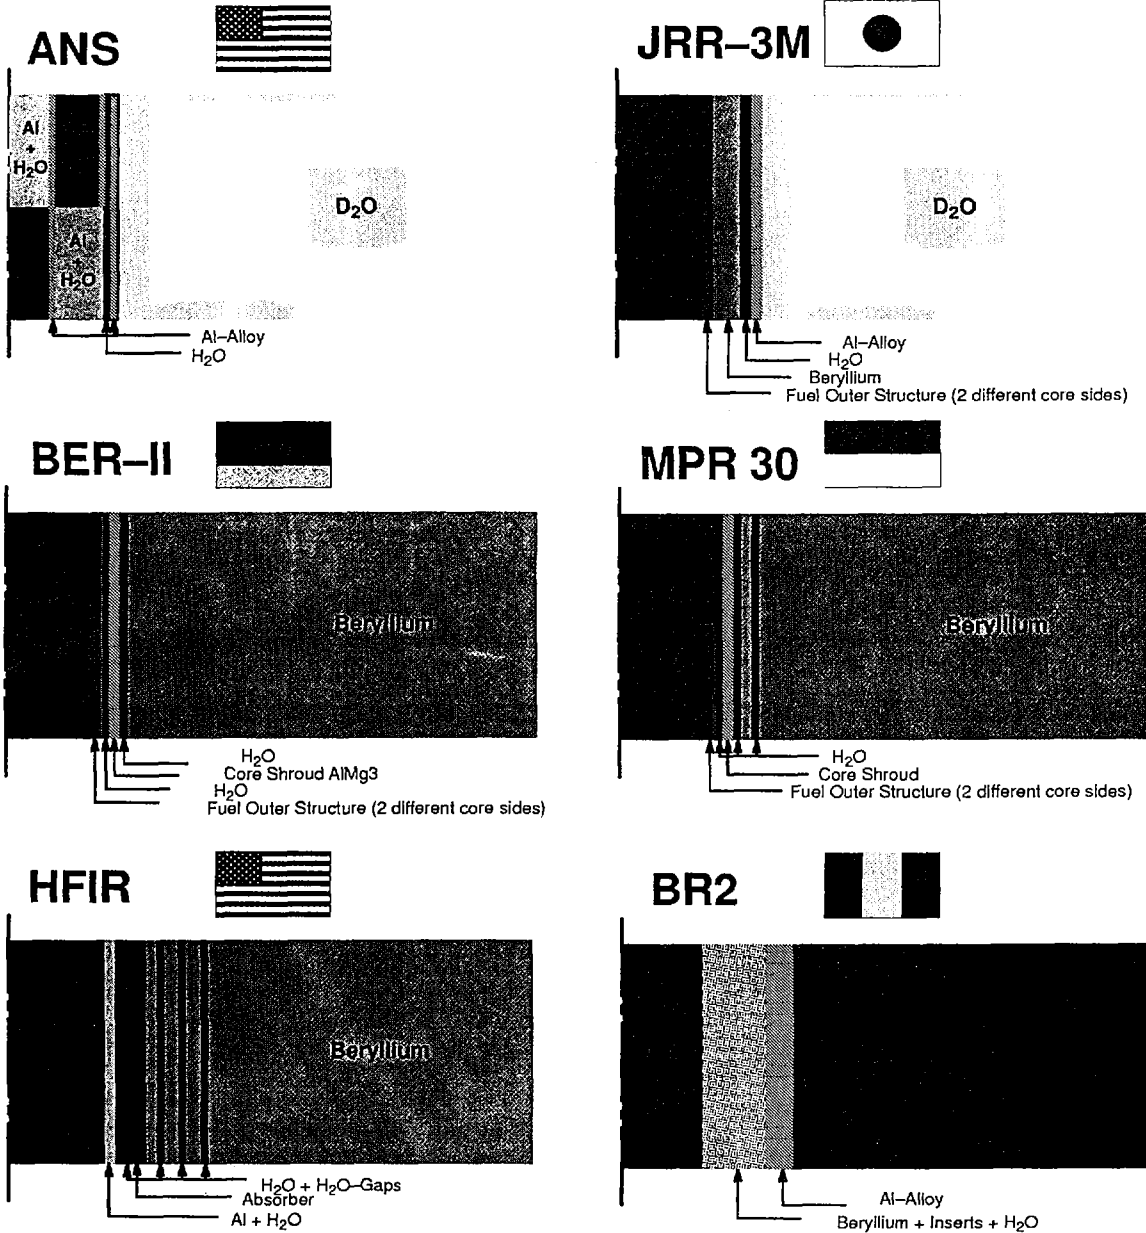 ANS
JRR–3M
Al
+
H2O
Al
+
H2O
D2O
D2O
Al–Alloy
H2O
Al–Alloy
H2O
Beryllium
Fuel Outer Structure (2 different core sides)
BER–II
MPR 30
Beryllium
Beryllium
H2O
Core Shroud AlMg3
H2O
Fuel Outer Structure (2 different core sides)
H2O
Core Shroud
Fuel Outer Structure (2 different core sides)
HFIR
BR2
Beryllium
H2O + H2O–Gaps
Absorber
Al + H2O
Al–Alloy
Beryllium + Inserts + H2O